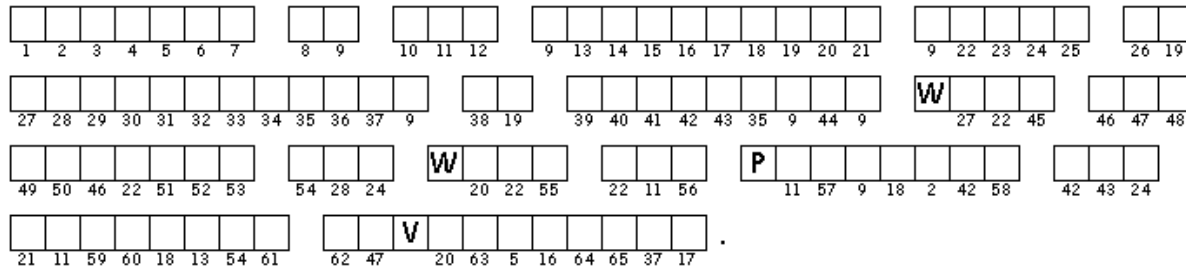 1 2 3 4 5 6 7 8 9 10 11 12 9 13 14 15 16 17 18 19 20 21 9 22 23 24 25 26 19
W
27 28 29 30 31 32 33 34 35 36 37 9 38 19 39 40 41 42 43 35 9 44 9 27 22 45 46 47 48
W P
49 50 46 22 51 52 53 54 28 24 20 22 55 22 11 56 11 57 9 18 2 42 58 42 43 24
V .
21 11 59 60 18 13 54 61 62 47 20 63 5 16 64 65 37 17